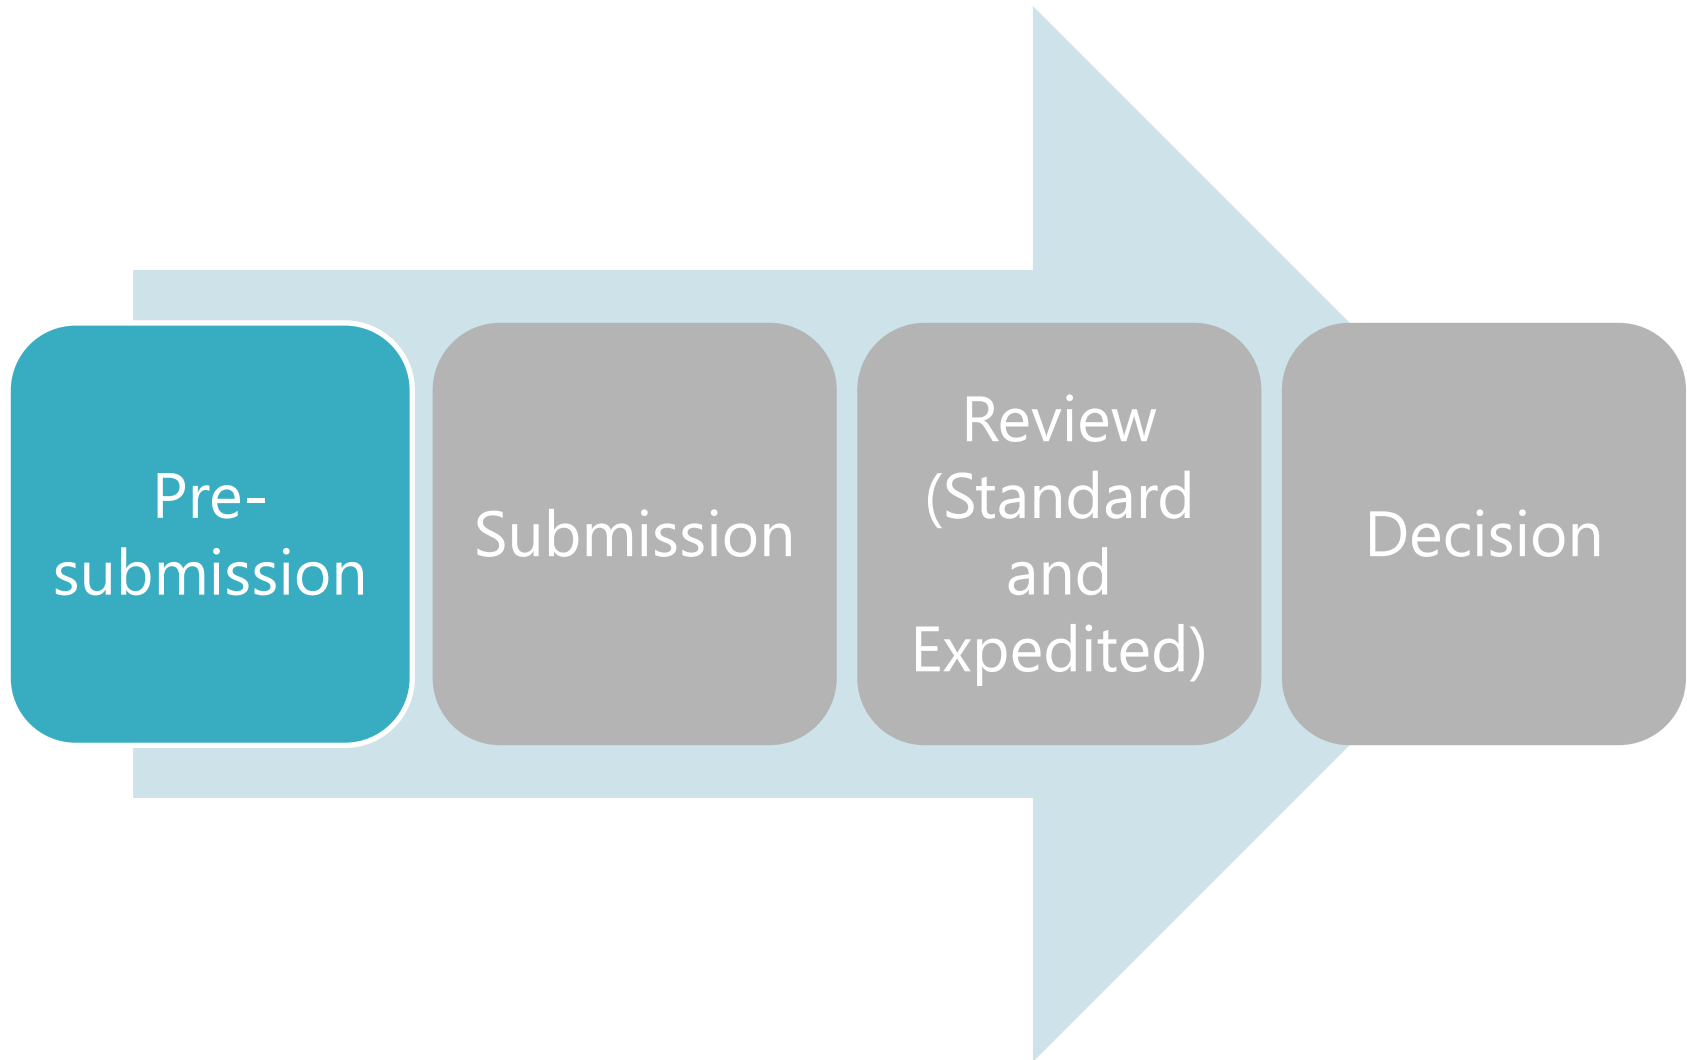 Pre-
submission
Submission
Review
(Standard
and
Expedited)
Decision